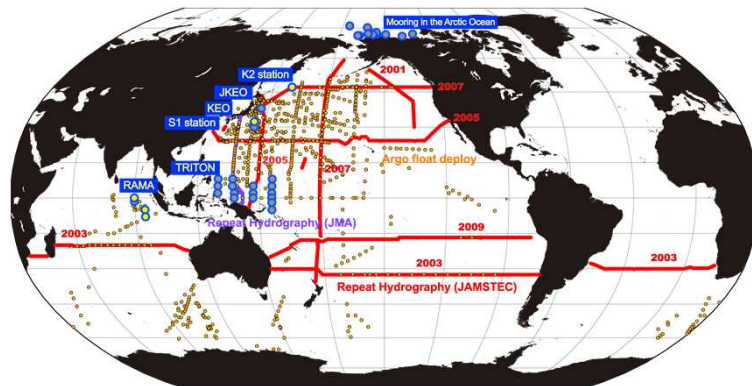 Mooring in the Arctic Ocean
K2 station
2001
JKEO
2007
KEO
2005
S1 station
Argo float deploy
2005
2007
TRITON
RAMA
Repeat Hydrography (JMA)
2003
2009
2003
2003
Repeat Hydrography (JAMSTEC)